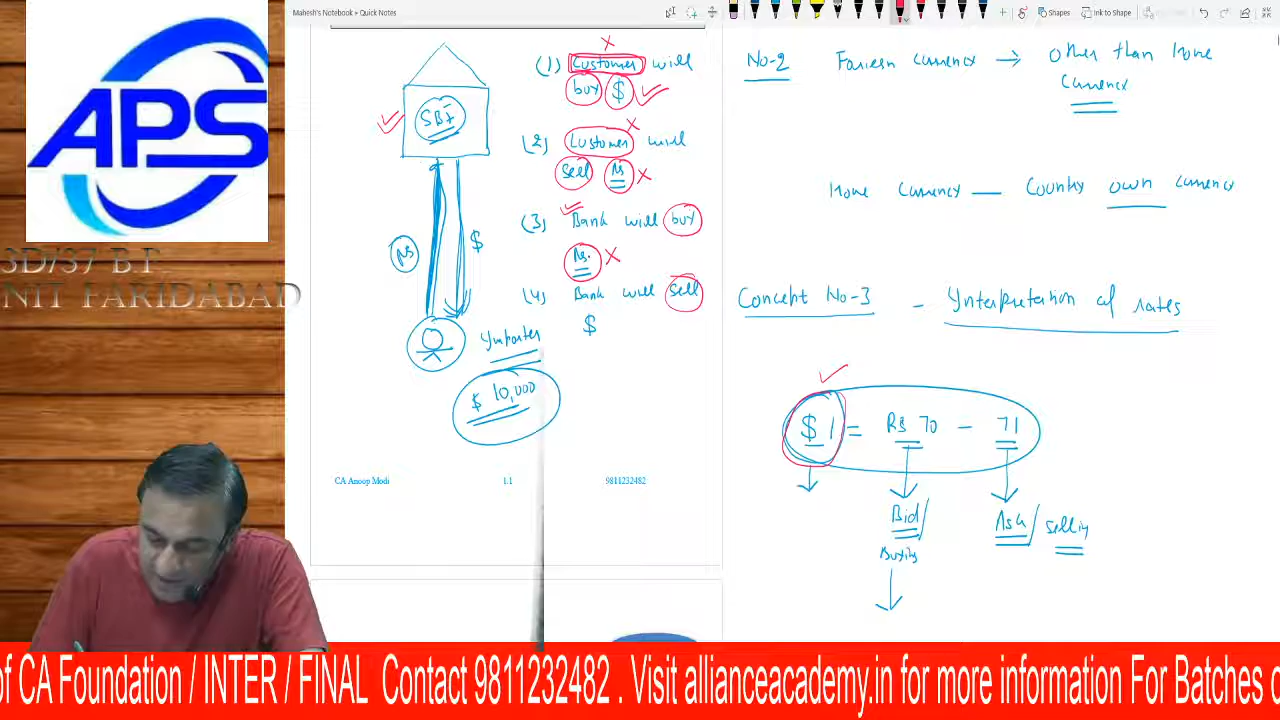 Mahesh's Notebook » Quick Notes
Shapes
Ink to Shape
APS
3D/37 B.P.
NIT FARIDABAD
SBI
Rs
$
Importer
$ 10,000
(1) Customer will
buy $
(2) Customer will
sell Rs
(3) Bank will buy
Rs.
(4) Bank will sell
$
CA Anoop Modi
1.1
9811232482
No-2 Foriegn currency → other than Home
Currency
Home Currency — Country own currency
Concept No-3 - Interpretation of rates
$ 1 = Rs 70 - 71
Bid/
Buying
Ask/ selling
of CA Foundation / INTER / FINAL Contact 9811232482 . Visit allianceacademy.in for more information For Batches